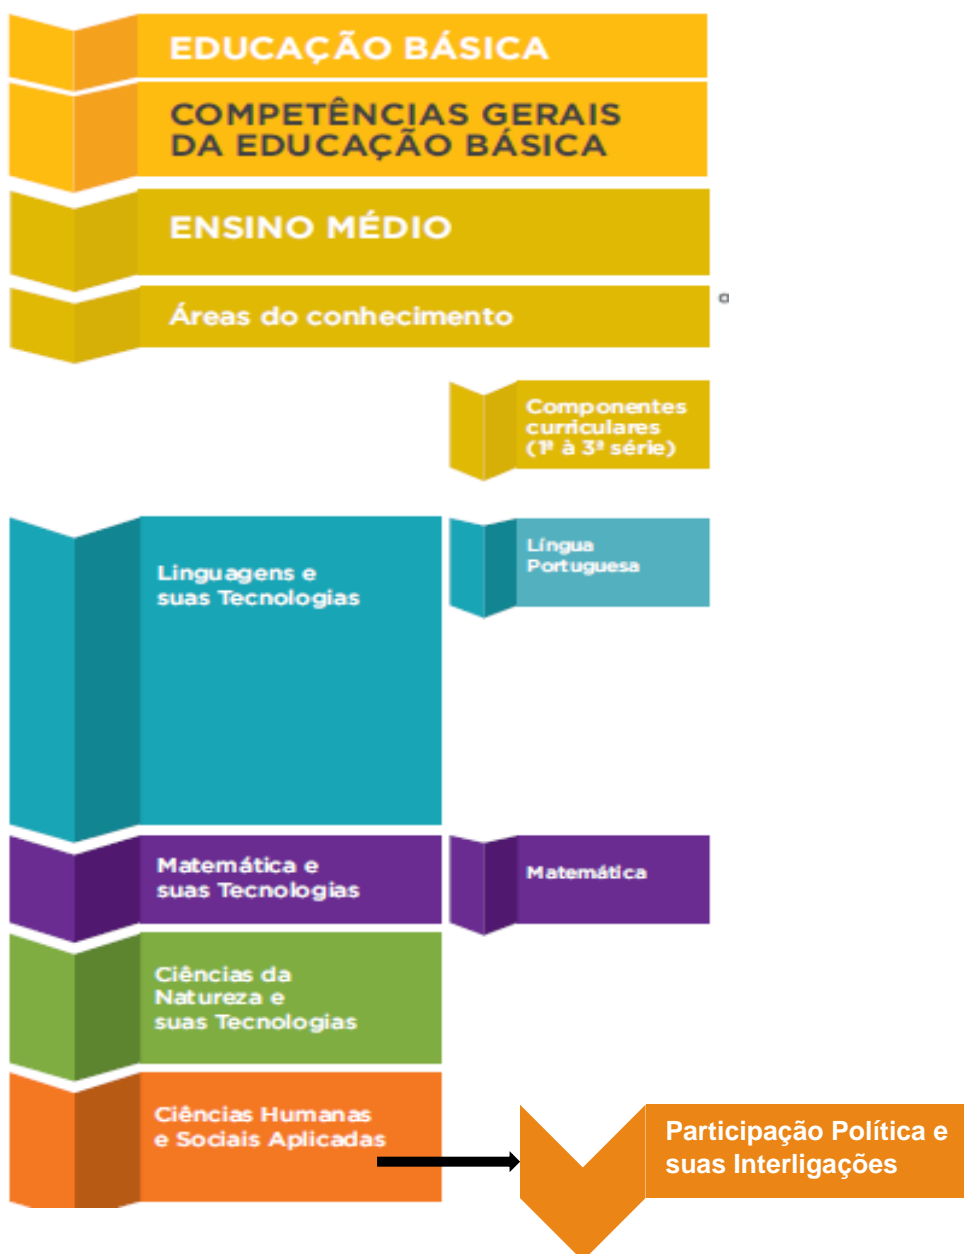 EDUCAÇÃO BÁSICA
COMPETÊNCIAS GERAIS
DA EDUCAÇÃO BÁSICA
ENSINO MÉDIO
Áreas do conhecimento
Componentes
curriculares
(1ª à 3ª série)
Linguagens e
suas Tecnologias
Língua
Portuguesa
Matemática e
suas Tecnologias
Matemática
Ciências da
Natureza e
suas Tecnologias
Ciências Humanas
e Sociais Aplicadas
Participação Política e
suas Interligações